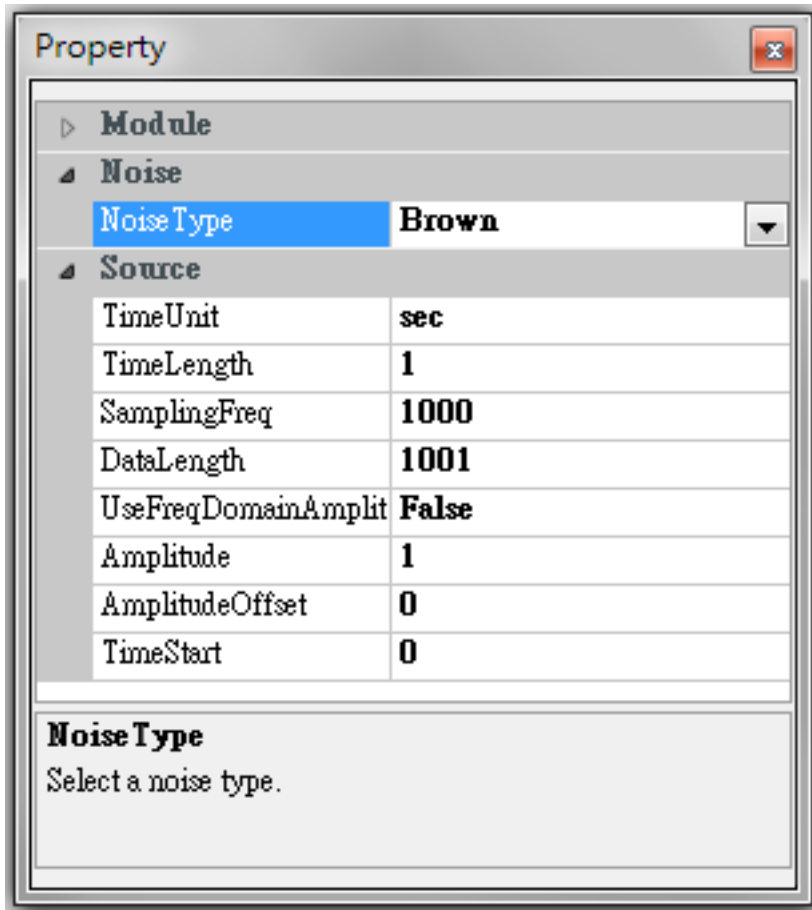 Property
Module
Noise
NoiseType Brown
Source
TimeUnit sec
TimeLength 1
SamplingFreq 1000
DataLength 1001
UseFreqDomainAmplit False
Amplitude 1
AmplitudeOffset 0
TimeStart 0
NoiseType
Select a noise type.